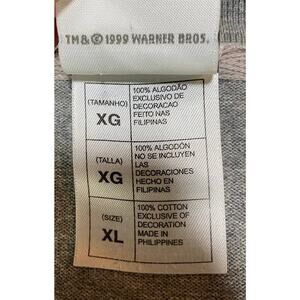 TM&©1999 WARNER BROS.
(TAMANHO)
XG
100% ALGODÃO
EXCLUSIVO DE
DECORACAO
FEITO NAS
FILIPINAS
(TALLA)
XG
100% ALGODÓN
NO SE INCLUYEN
LAS
DECORACIONES
HECHO EN
FILIPINAS
(SIZE)
XL
100% COTTON
EXCLUSIVE OF
DECORATION
MADE IN
PHILIPPINES